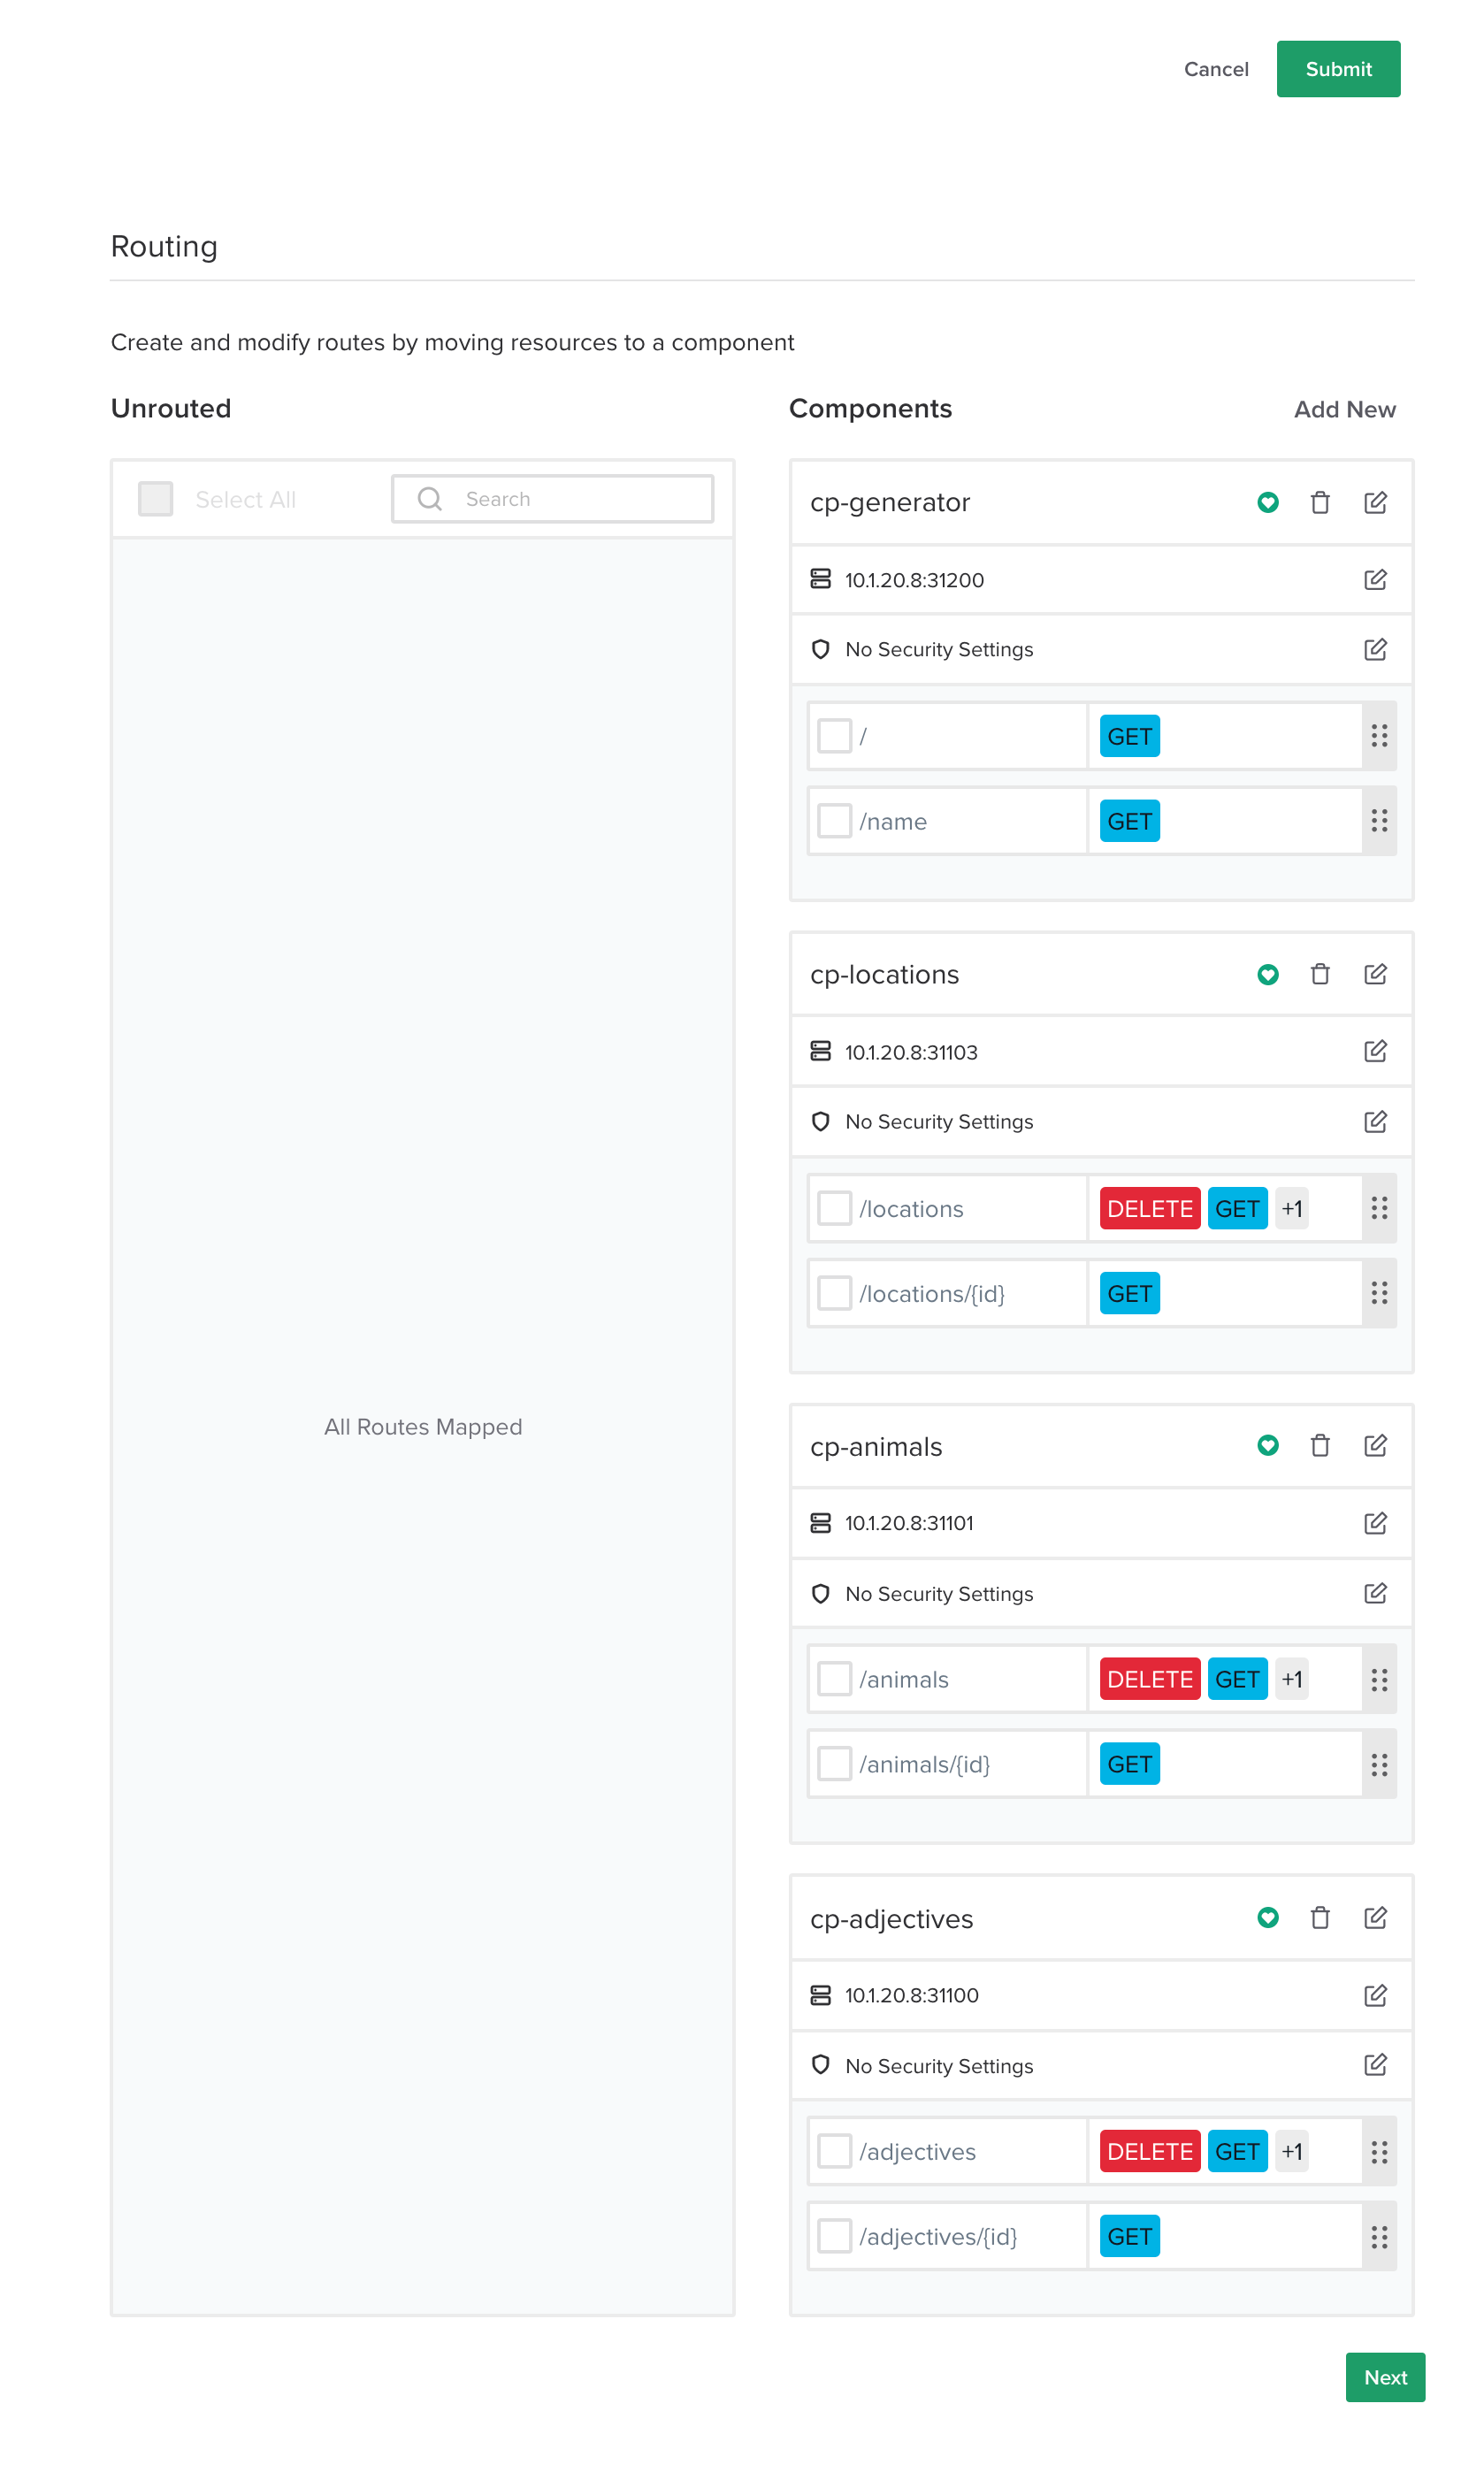 Cancel
Submit
Routing
Create and modify routes by moving resources to a component
Unrouted
Select All
Search
All Routes Mapped
Components
Add New
cp-generator
10.1.20.8:31200
No Security Settings
/ GET
/name GET
cp-locations
10.1.20.8:31103
No Security Settings
/locations DELETE GET +1
/locations/{id} GET
cp-animals
10.1.20.8:31101
No Security Settings
/animals DELETE GET +1
/animals/{id} GET
cp-adjectives
10.1.20.8:31100
No Security Settings
/adjectives DELETE GET +1
/adjectives/{id} GET
Next